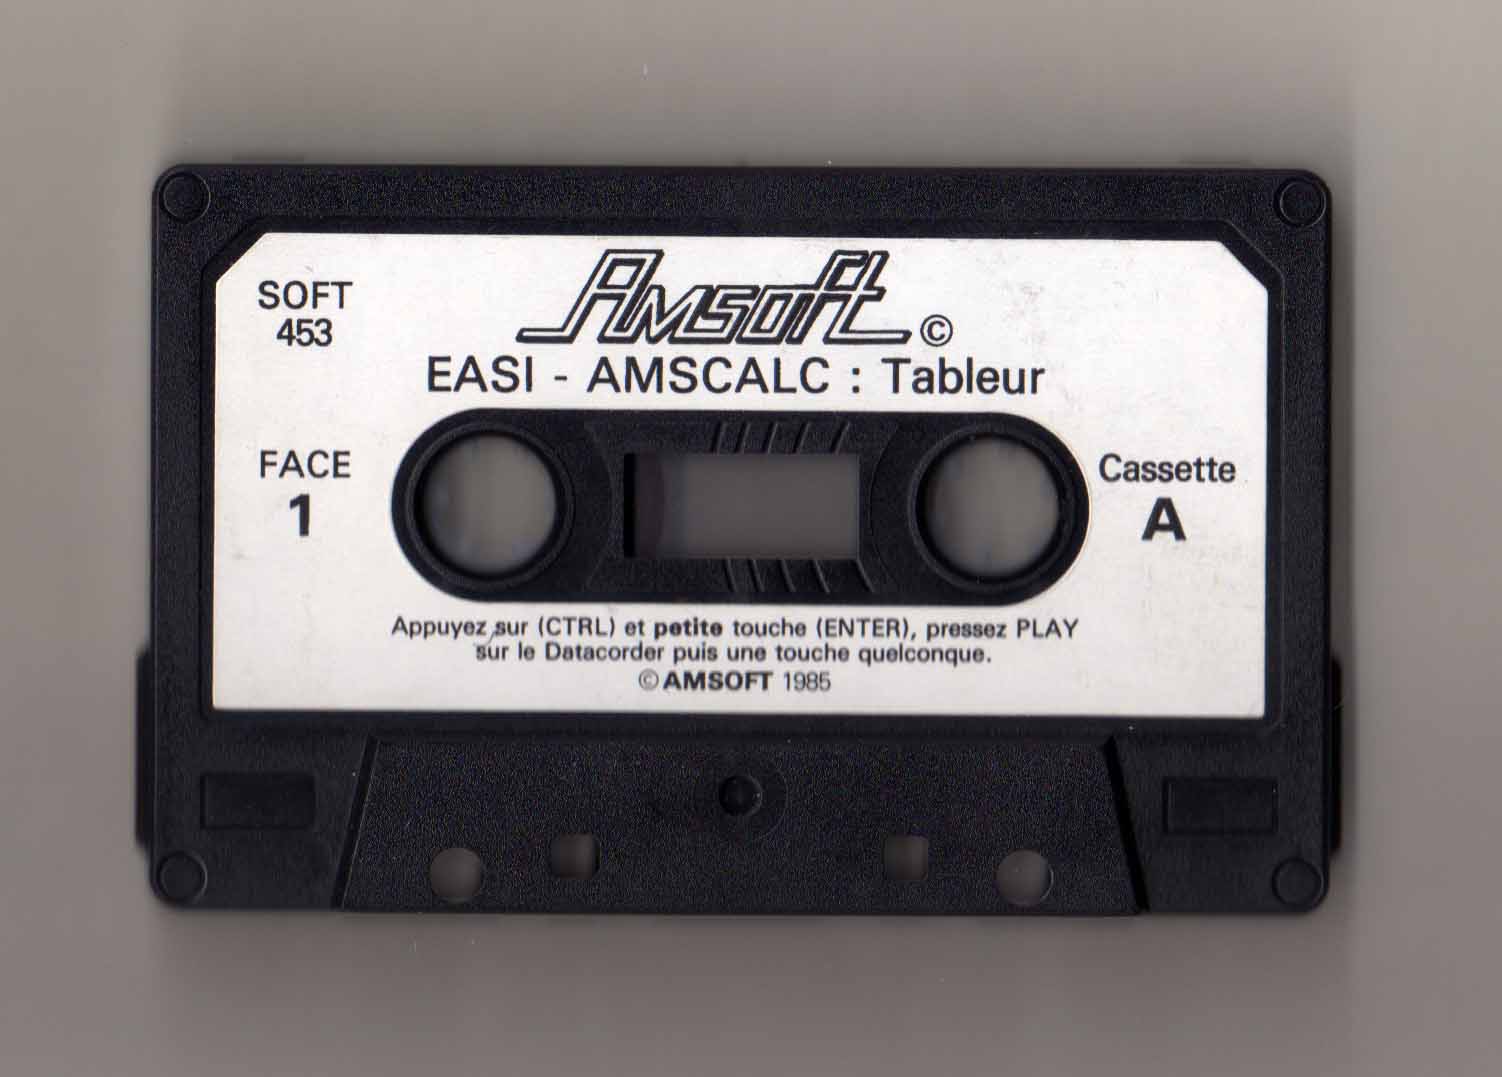 SOFT
453
Amsoft ©
EASI - AMSCALC : Tableur
FACE
1
Cassette
A
Appuyez sur (CTRL) et petite touche (ENTER), pressez PLAY
sur le Datacorder puis une touche quelconque.
© AMSOFT 1985